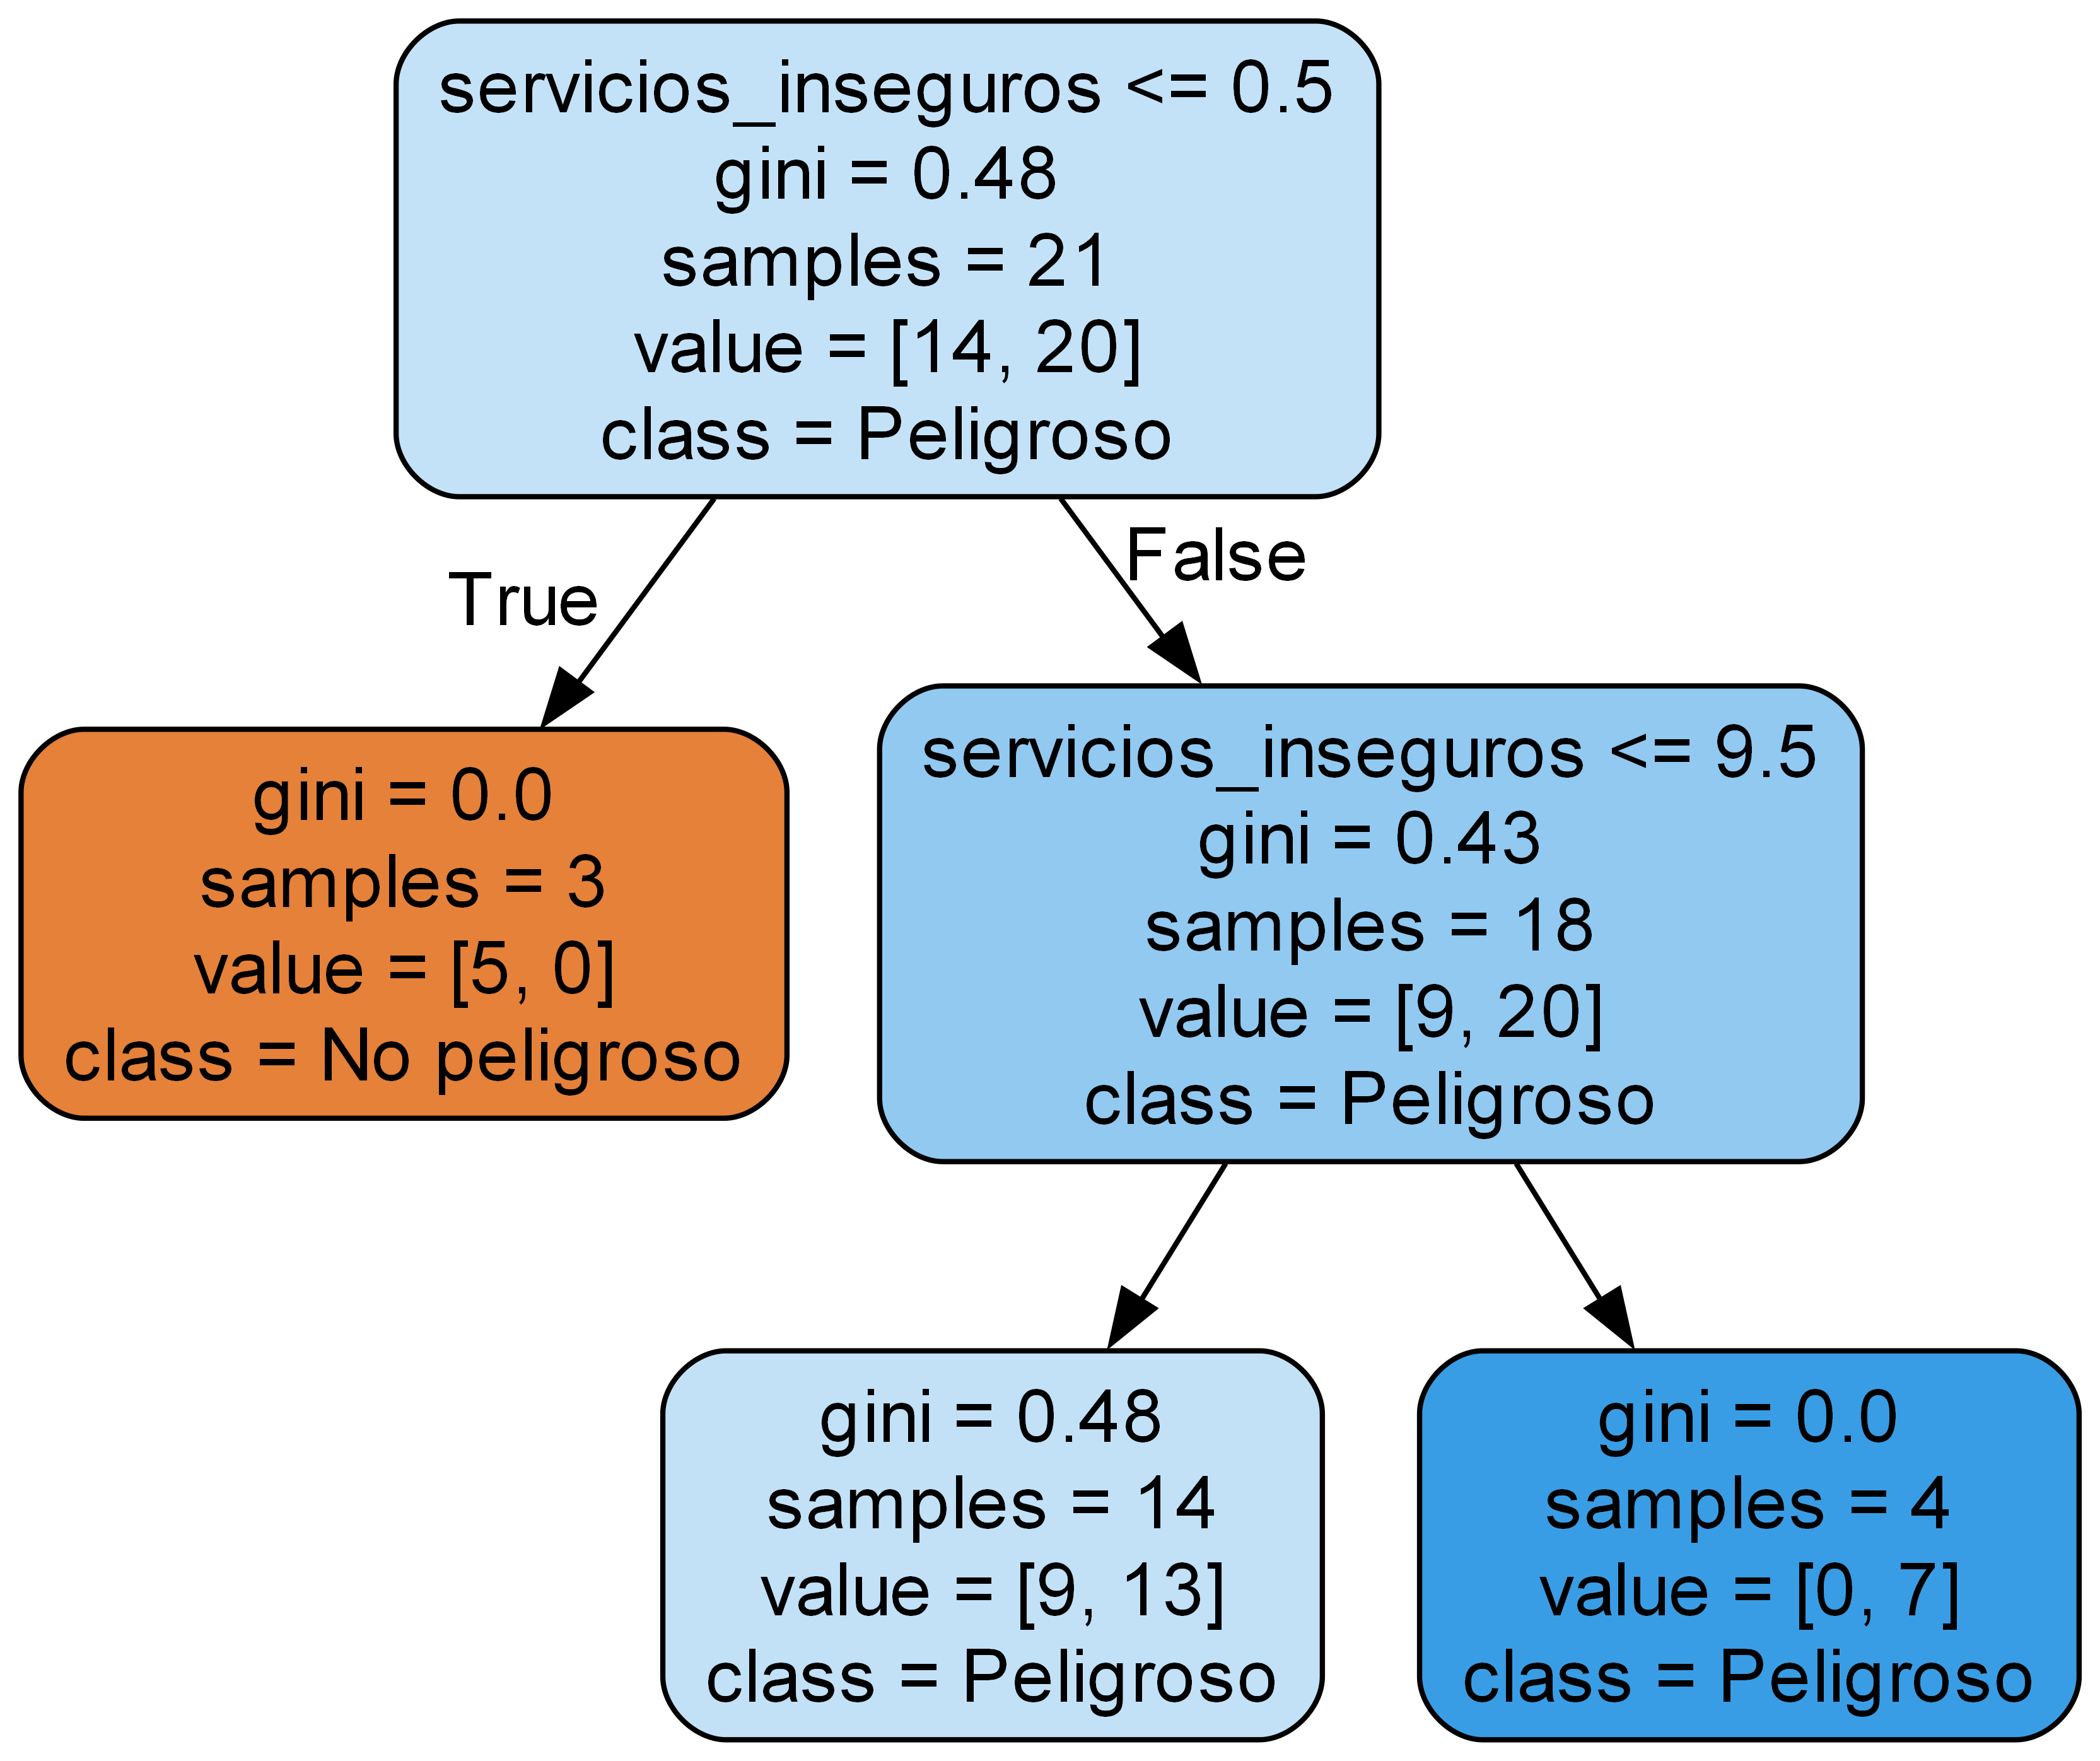 servicios_inseguros <= 0.5
gini = 0.48
samples = 21
value = [14, 20]
class = Peligroso
True
False
gini = 0.0
samples = 3
value = [5, 0]
class = No peligroso
servicios_inseguros <= 9.5
gini = 0.43
samples = 18
value = [9, 20]
class = Peligroso
gini = 0.48
samples = 14
value = [9, 13]
class = Peligroso
gini = 0.0
samples = 4
value = [0, 7]
class = Peligroso